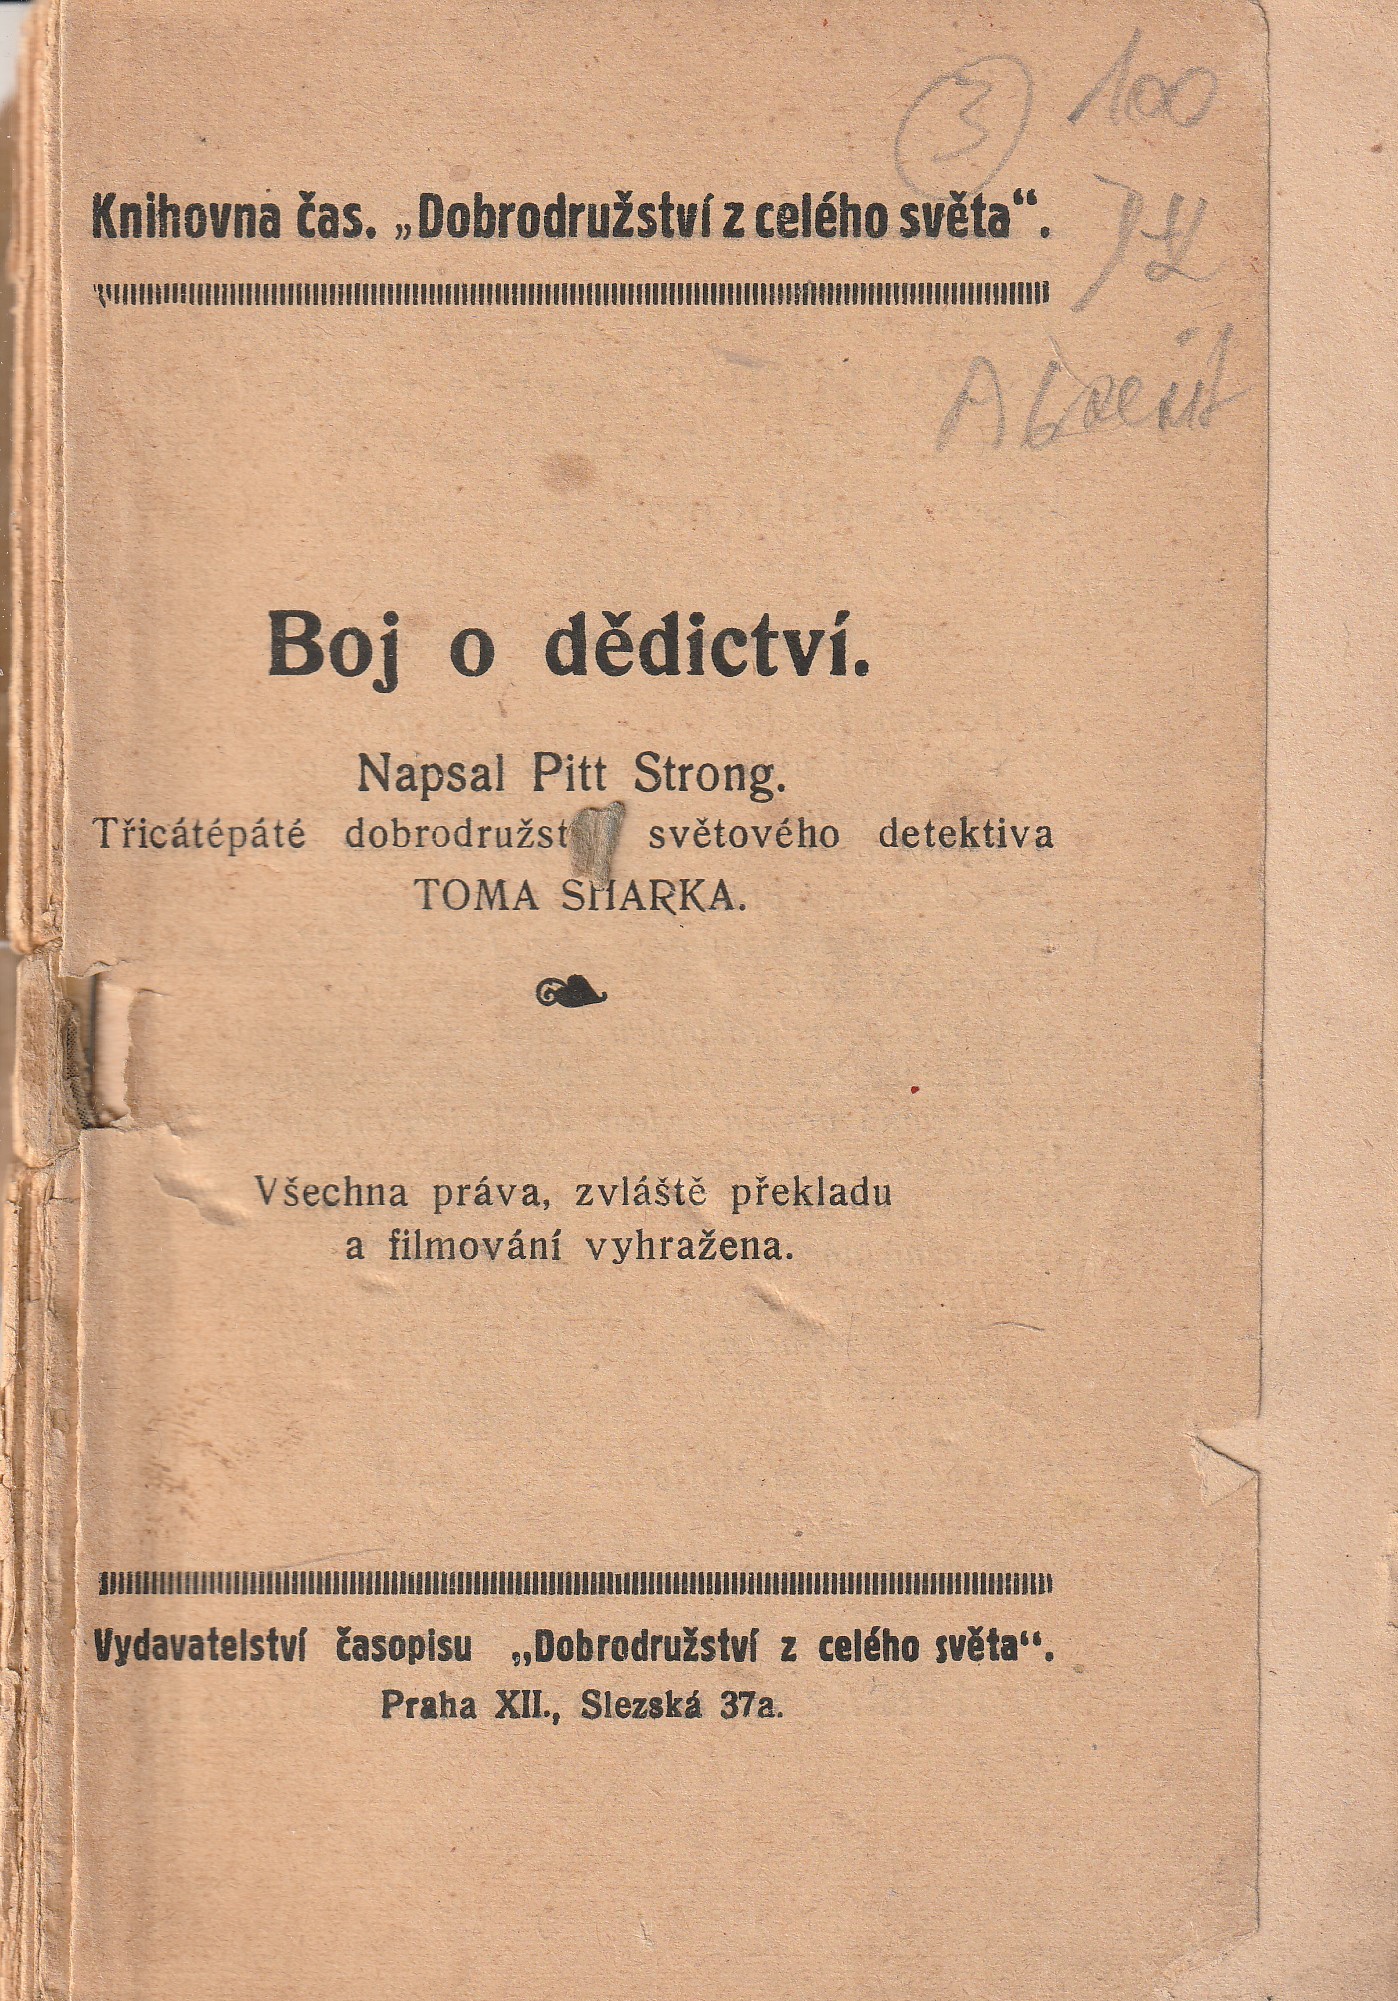 3 100
Knihovna čas. „Dobrodružství z celého světa“.
Boj o dědictví.
Napsal Pitt Strong.
Třicátépáté světového detektiva
TOMA SHARKA.
Všechna práva, zvláště překladu
a filmování vyhražena.
Vydavatelství časopisu „Dobrodružství z celého světa“.
Praha XII., Slezská 37a.